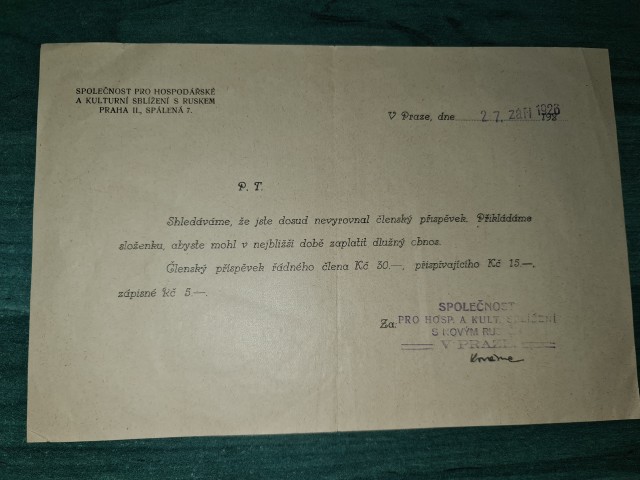 SPOLEČNOST PRO HOSPODÁŘSKÉ
A KULTURNÍ SBLÍŽENÍ S RUSKEM
PRAHA II., SPÁLENÁ 7.
V Praze, dne 27. ZÁŘÍ 1928
P. T.
Shledáváme, že jste dosud nevyrovnal členský příspěvek. Přikládáme
složenku, abyste mohl v nejbližší době zaplatit dlužný obnos.
Členský příspěvek řádného člena Kč 30.—, přispívajícího Kč 15.—,
zápisné Kč 5.—.
Za:
SPOLEČNOST
PRO HOSP. A KULT. SBLÍŽENÍ
S NOVÝM
V PRAZE